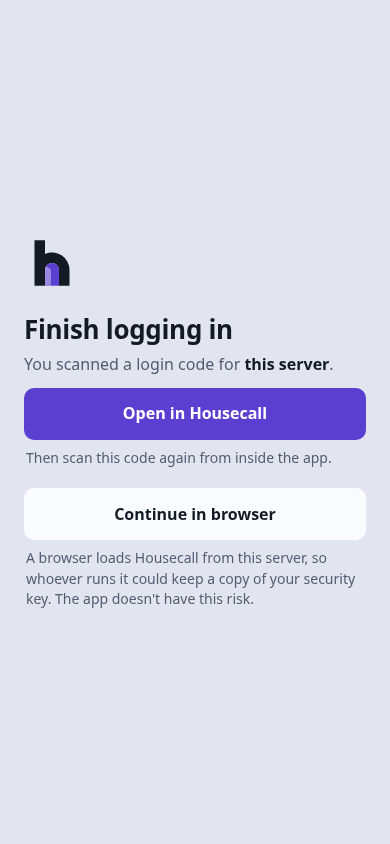 Finish logging in
You scanned a login code for this server.
Open in Housecall
Then scan this code again from inside the app.
Continue in browser
A browser loads Housecall from this server, so
whoever runs it could keep a copy of your security
key. The app doesn't have this risk.